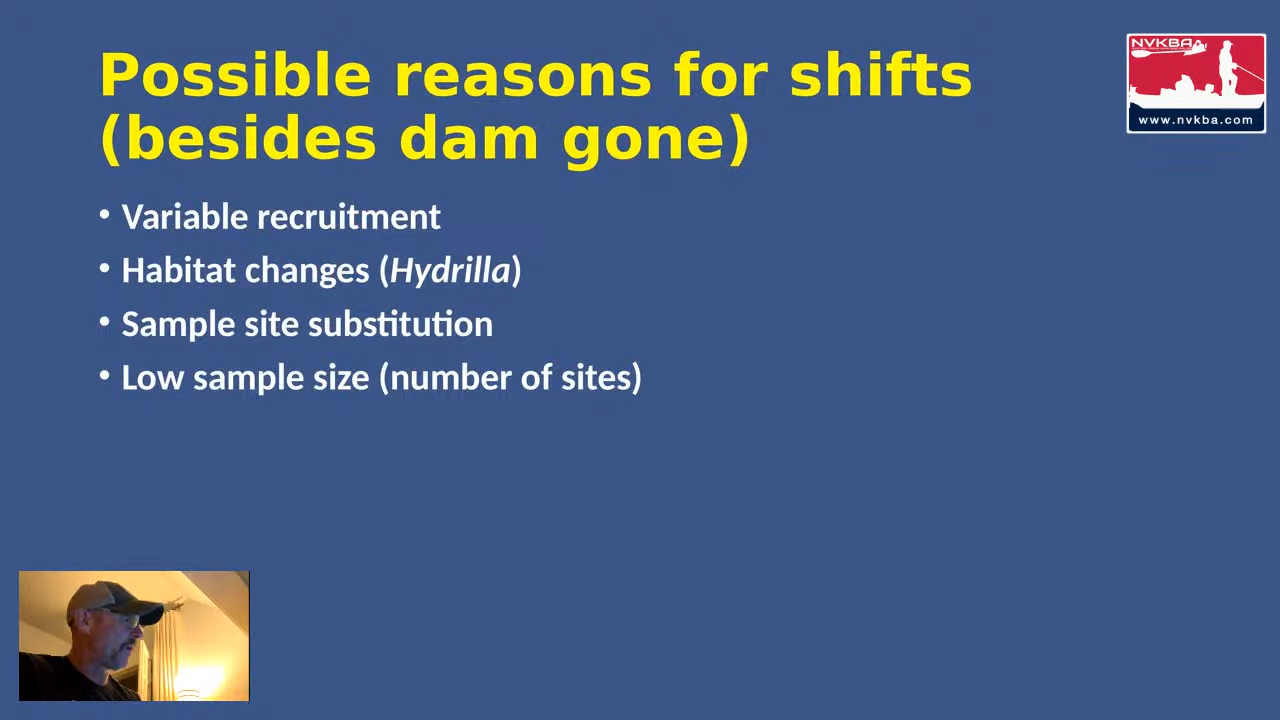 Possible reasons for shifts
(besides dam gone)
NVKBA
www.nvkba.com
• Variable recruitment
• Habitat changes (Hydrilla)
• Sample site substitution
• Low sample size (number of sites)